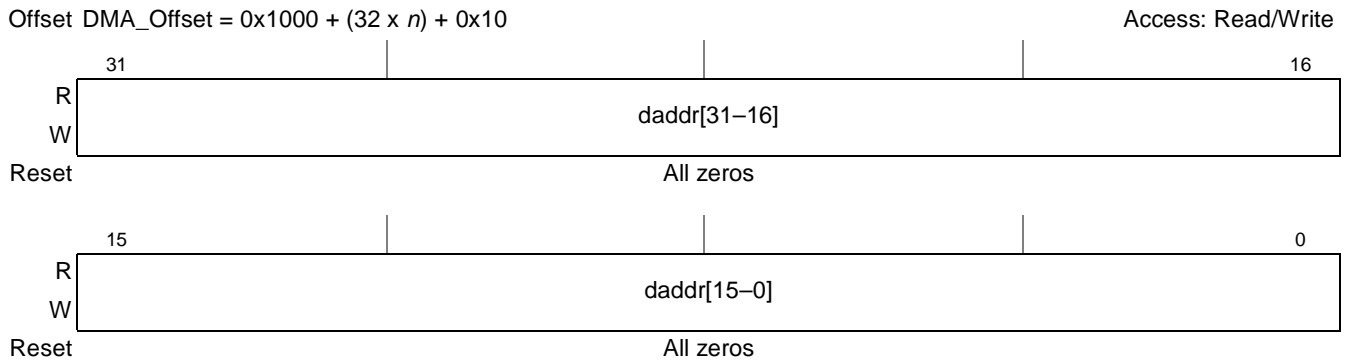 Offset DMA_Offset = 0x1000 + (32 x n) + 0x10 Access: Read/Write
31 16
R
daddr[31–16]
W
Reset All zeros
15 0
R
daddr[15–0]
W
Reset All zeros